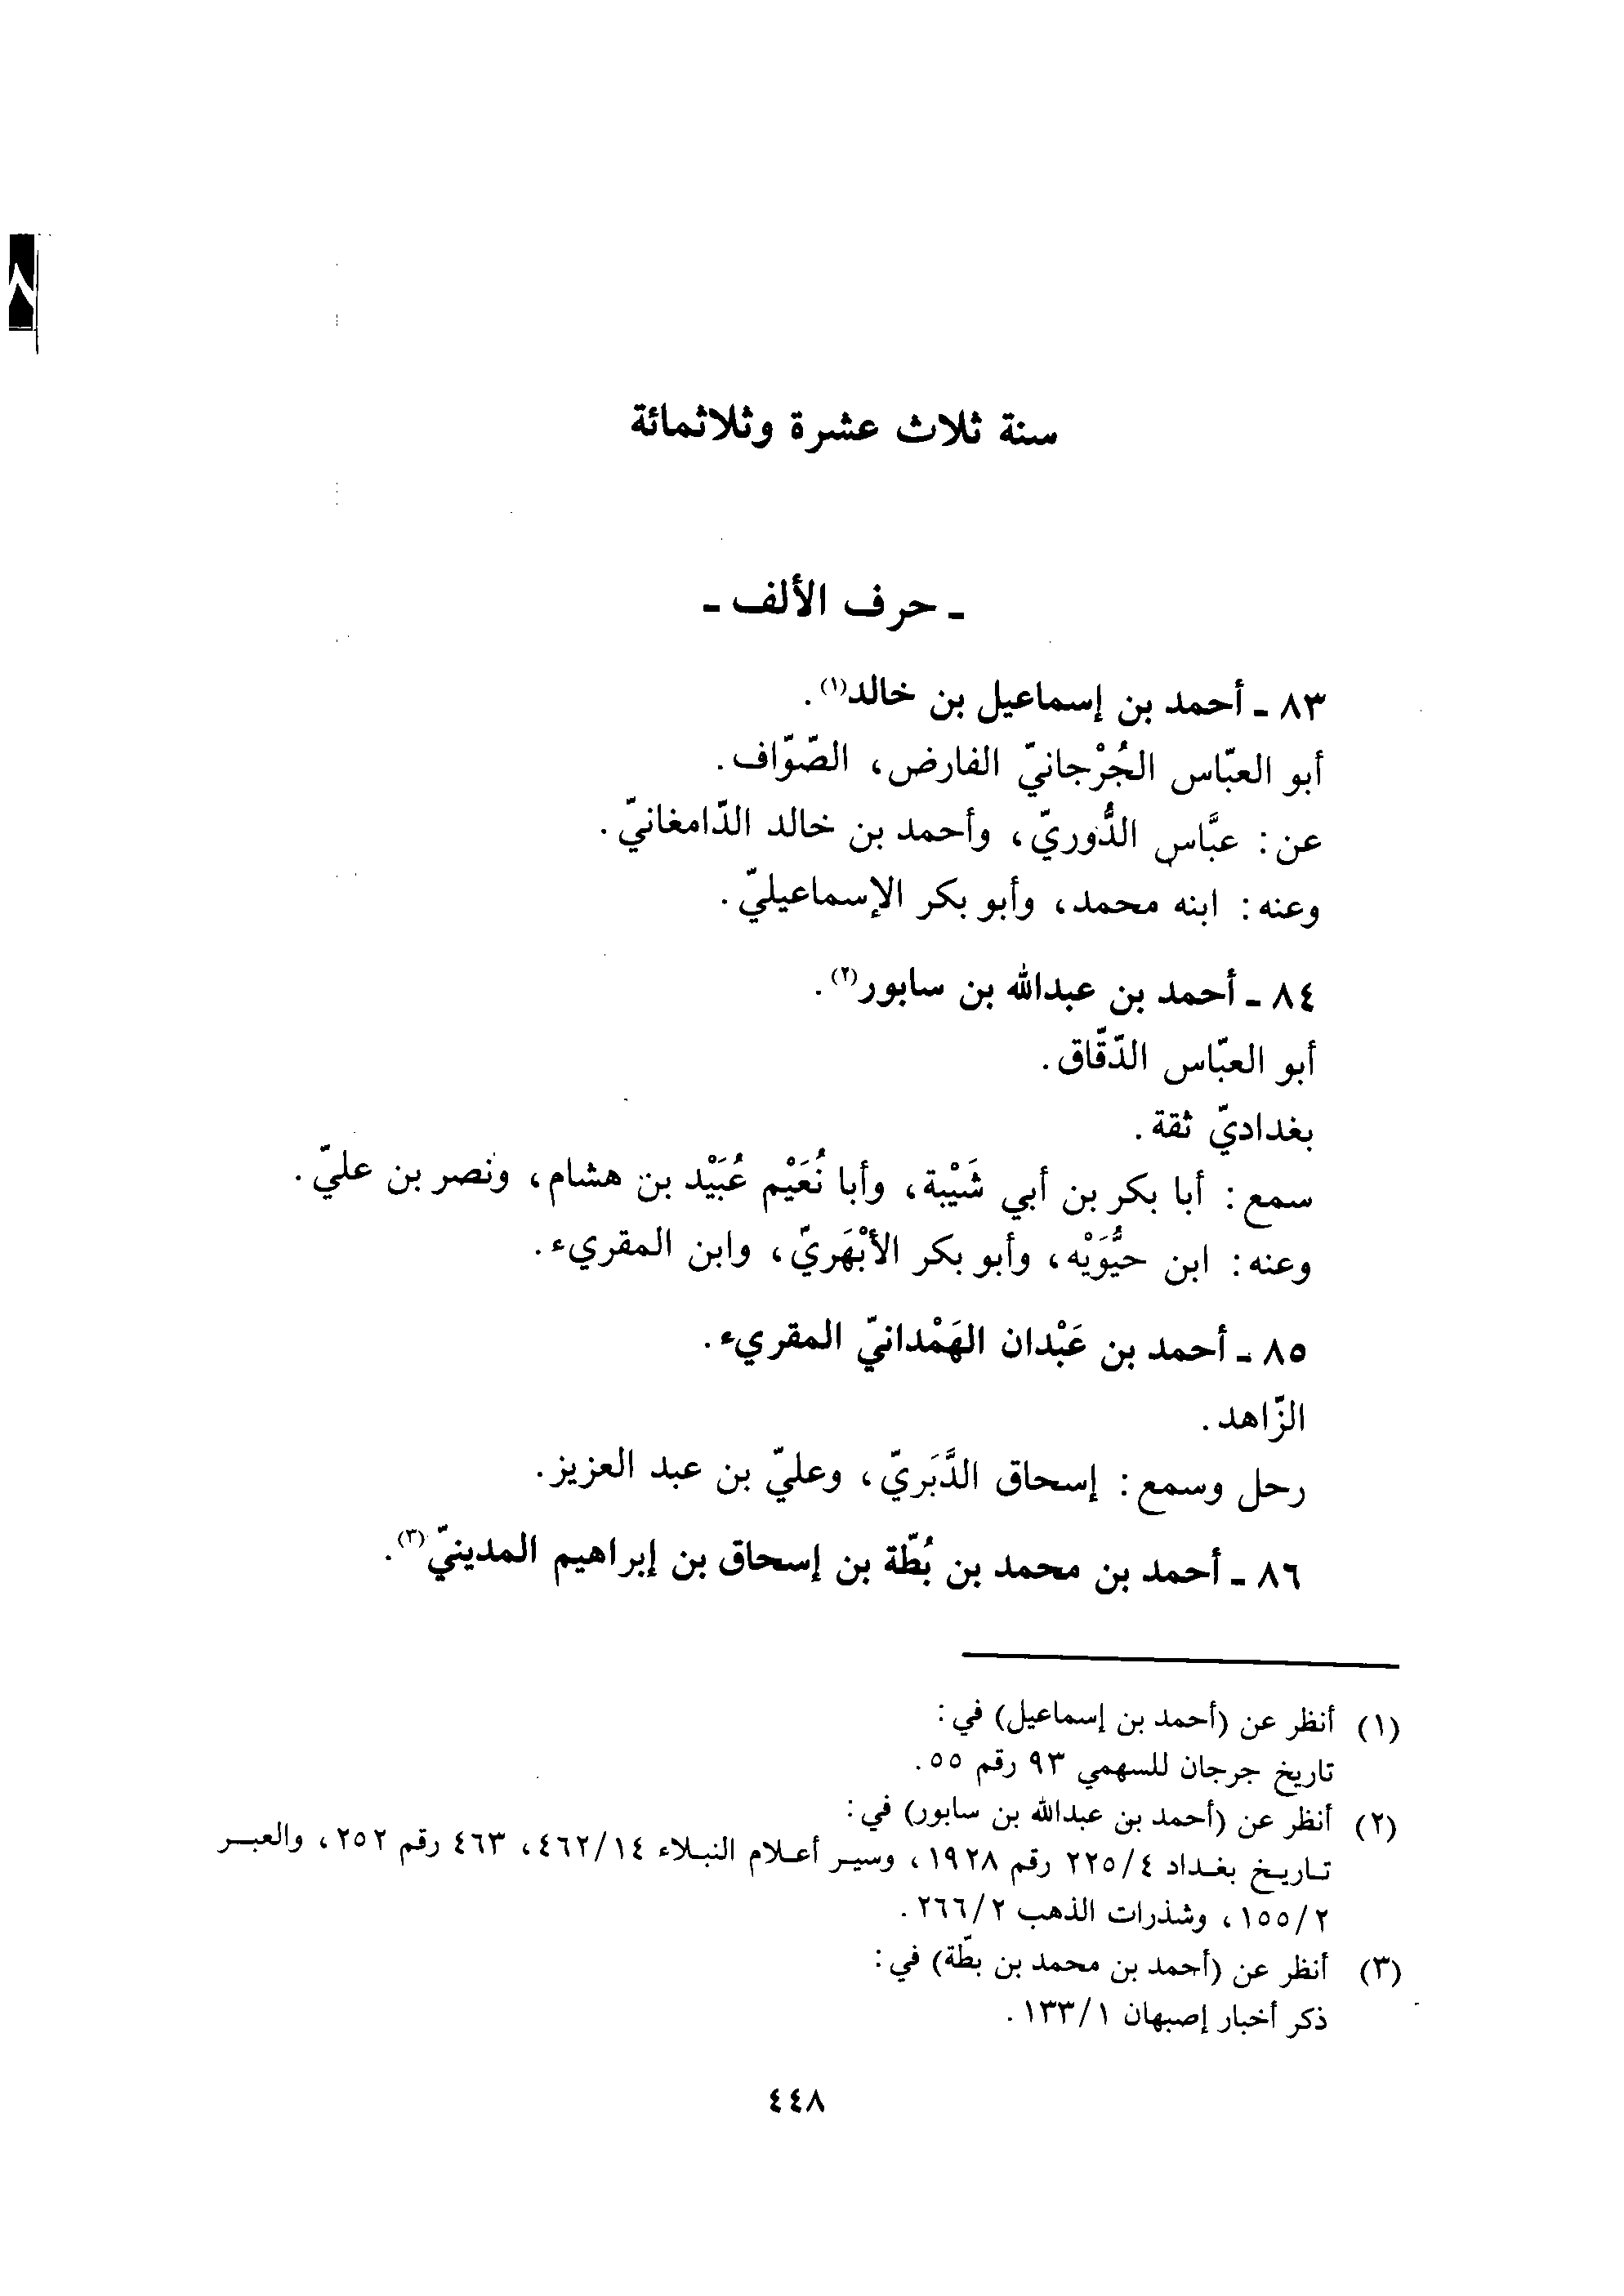 سنة ثلاث عشرة وثلاثمائة
ـ حرف الألف ـ
٨٣ ـ أحمد بن إسماعيل بن خالد(١).
أبو العبّاس الجُرْجانيّ الفارض، الصّوّاف.
عن: عبَّاس الدُّوريّ، وأحمد بن خالد الدّامغانيّ.
وعنه: ابنه محمد، وأبو بكر الإسماعيليّ.
٨٤ ـ أحمد بن عبدالله بن سابور(٢).
أبو العبّاس الدّقّاق.
بغداديّ ثقة.
سمع: أبا بكر بن أبي شَيْبة، وأبا نُعَيْم عُبَيْد بن هشام، ونصر بن عليّ.
وعنه: ابن حيُّوَيْه، وأبو بكر الأبْهَريّ، وابن المقريء.
٨٥ ـ أحمد بن عَبْدان الهَمْدانيّ المقريء.
الزّاهد.
رحل وسمع: إسحاق الدَّبَريّ، وعليّ بن عبد العزيز.
٨٦ ـ أحمد بن محمد بن بُطّة بن إسحاق بن إبراهيم المدينيّ(٣).
(١) أنظر عن (أحمد بن إسماعيل) في:
تاريخ جرجان للسهمي ٩٣ رقم ٥٥.
(٢) أنظر عن (أحمد بن عبدالله بن سابور) في:
تاريخ بغداد ٢٢٥/٤ رقم ١٩٢٨، وسير أعلام النبلاء ٤٦٢/١٤، ٤٦٣ رقم ٢٥٢، والعبر
١٥٥/٢، وشذرات الذهب ٢٦٦/٢.
(٣) أنظر عن (أحمد بن محمد بن بطّة) في:
ذكر أخبار إصبهان ١٣٣/١.
٤٤٨